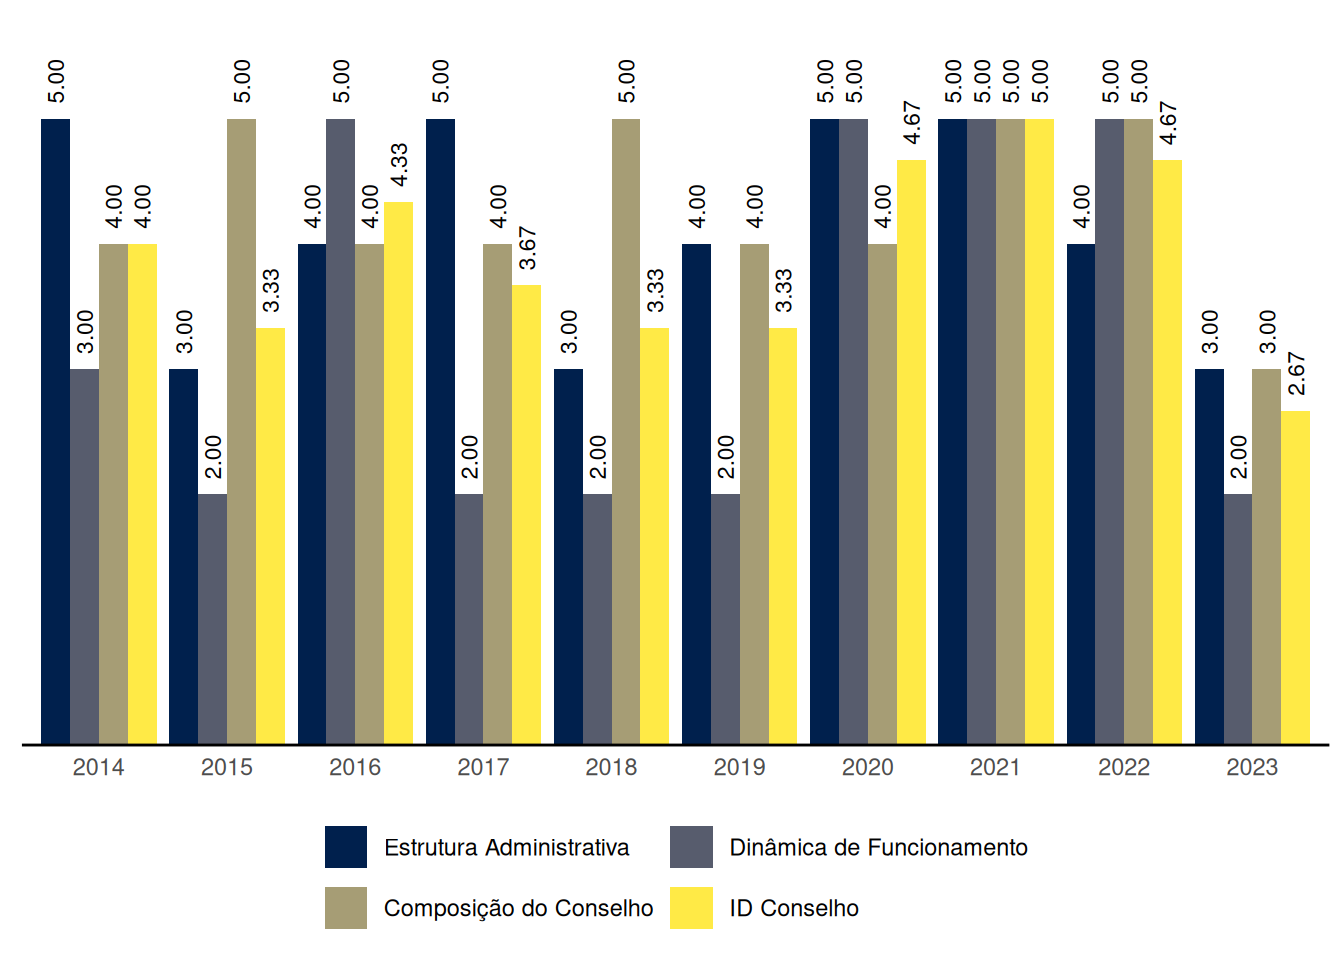 5.00 3.00 4.00 4.00
3.00 2.00 5.00 3.33
4.00 5.00 4.00 4.33
5.00 2.00 4.00 3.67
3.00 2.00 5.00 3.33
4.00 2.00 4.00 3.33
5.00 5.00 4.00 4.67
5.00 5.00 5.00 5.00
4.00 5.00 5.00 4.67
3.00 2.00 3.00 2.67
2014 2015 2016 2017 2018 2019 2020 2021 2022 2023
Estrutura Administrativa Dinâmica de Funcionamento
Composição do Conselho ID Conselho